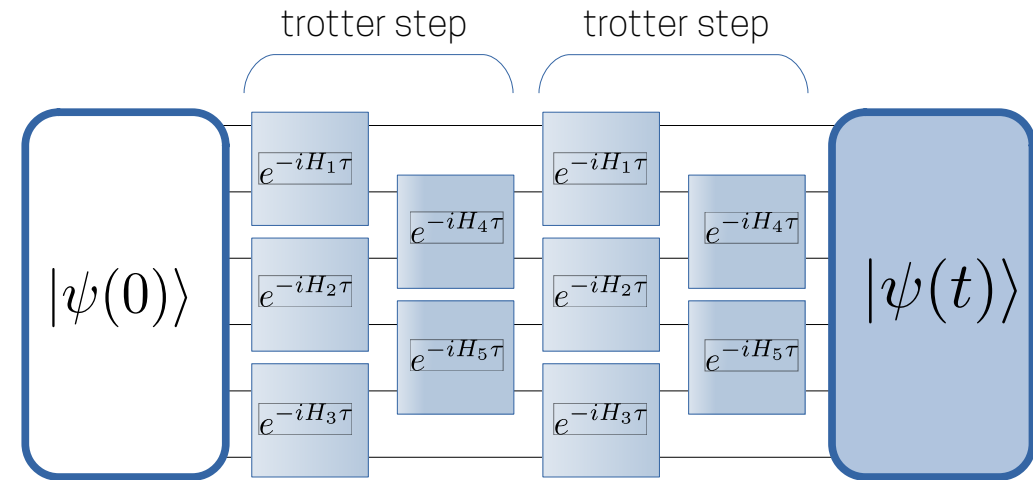 trotter step
trotter step
|ψ(0)⟩
e^{-iH_1τ}
e^{-iH_2τ}
e^{-iH_3τ}
e^{-iH_4τ}
e^{-iH_5τ}
e^{-iH_1τ}
e^{-iH_2τ}
e^{-iH_3τ}
e^{-iH_4τ}
e^{-iH_5τ}
|ψ(t)⟩